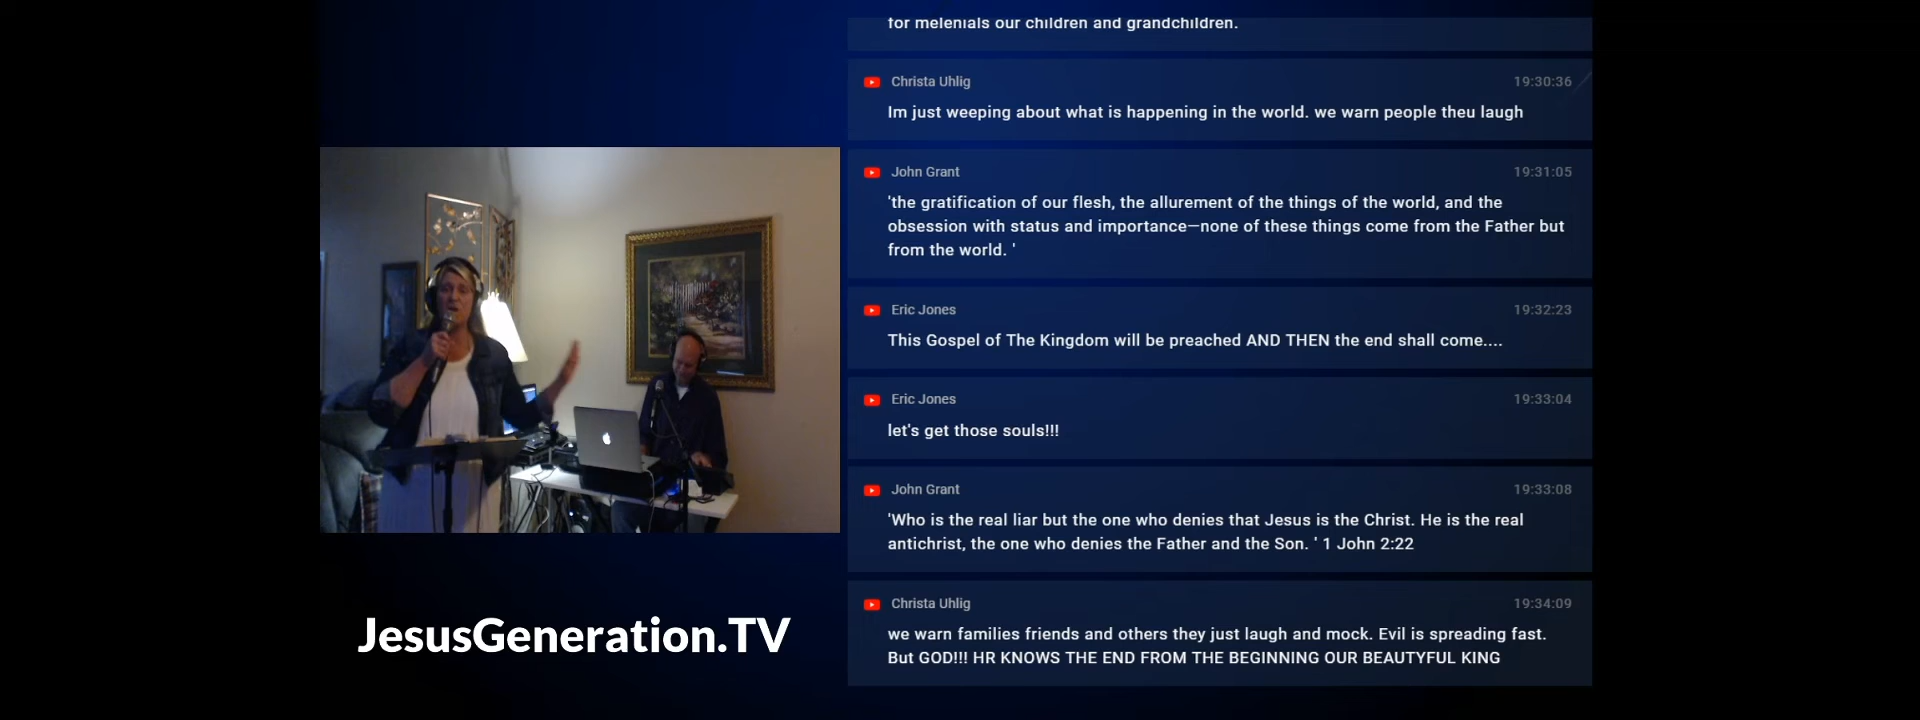 for melenials our children and grandchildren.
Christa Uhlig 19:30:36
Im just weeping about what is happening in the world. we warn people theu laugh
John Grant 19:31:05
'the gratification of our flesh, the allurement of the things of the world, and the
obsession with status and importance—none of these things come from the Father but
from the world. '
Eric Jones 19:32:23
This Gospel of The Kingdom will be preached AND THEN the end shall come....
Eric Jones 19:33:04
let's get those souls!!!
John Grant 19:33:08
'Who is the real liar but the one who denies that Jesus is the Christ. He is the real
antichrist, the one who denies the Father and the Son. ' 1 John 2:22
Christa Uhlig 19:34:09
we warn families friends and others they just laugh and mock. Evil is spreading fast.
But GOD!!! HR KNOWS THE END FROM THE BEGINNING OUR BEAUTYFUL KING
JesusGeneration.TV